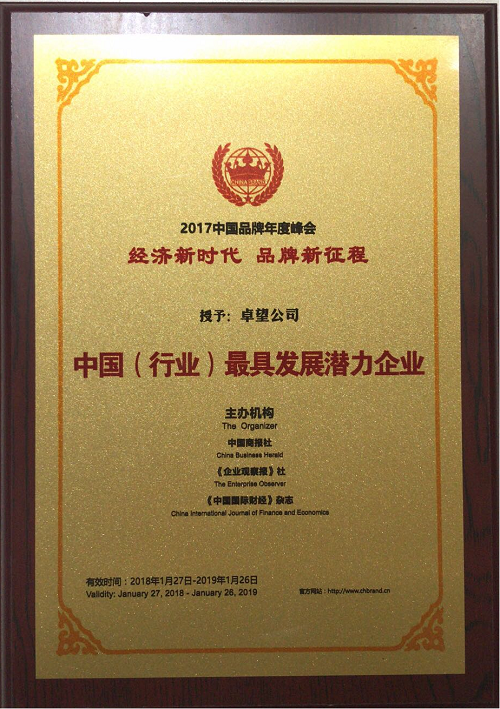 CHINA BRAND
2017中国品牌年度峰会
经济新时代 品牌新征程
授予：卓望公司
中国（行业）最具发展潜力企业
主办机构
The Organizer
中国商报社
China Business Herald
《企业观察报》社
The Enterprise Observer
《中国国际财经》杂志
China International Journal of Finance and Economics
有效时间：2018年1月27日-2019年1月26日
Validity: January 27, 2018 - January 26, 2019
官方网站：http://www.chbrand.cn